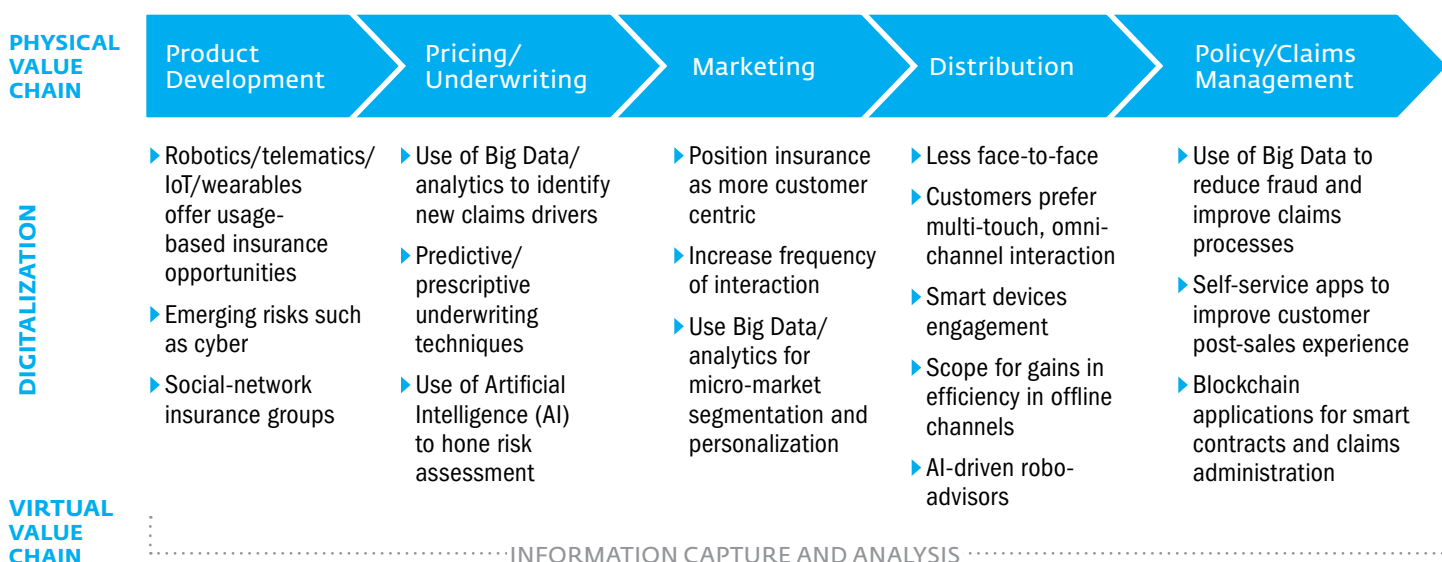 PHYSICAL
VALUE
CHAIN
Product
Development
Pricing/
Underwriting
Marketing
Distribution
Policy/Claims
Management
DIGITALIZATION
Robotics/telematics/
IoT/wearables
offer usage-
based insurance
opportunities
Emerging risks such
as cyber
Social-network
insurance groups
Use of Big Data/
analytics to identify
new claims drivers
Predictive/
prescriptive
underwriting
techniques
Use of Artificial
Intelligence (AI)
to hone risk
assessment
Position insurance
as more customer
centric
Increase frequency
of interaction
Use Big Data/
analytics for
micro-market
segmentation and
personalization
Less face-to-face
Customers prefer
multi-touch, omni-
channel interaction
Smart devices
engagement
Scope for gains in
efficiency in offline
channels
AI-driven robo-
advisors
Use of Big Data to
reduce fraud and
improve claims
processes
Self-service apps to
improve customer
post-sales experience
Blockchain
applications for smart
contracts and claims
administration
VIRTUAL
VALUE
CHAIN
INFORMATION CAPTURE AND ANALYSIS